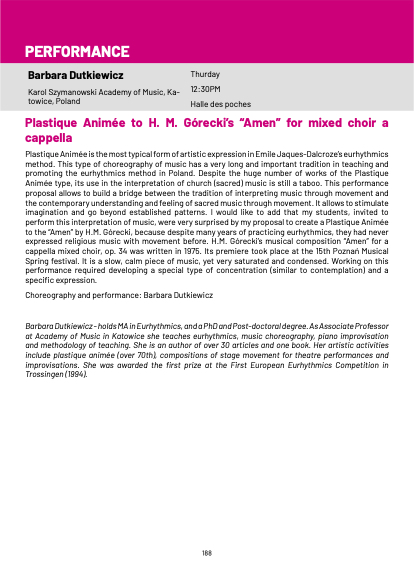 PERFORMANCE
Barbara Dutkiewicz
Karol Szymanowski Academy of Music, Ka-
towice, Poland
Thurday
12:30PM
Halle des poches
Plastique Animée to H. M. Górecki's "Amen" for mixed choir a
cappella
Plastique Animée is the most typical form of artistic expression in Emile Jaques-Dalcroze's eurhythmics
method. This type of choreography of music has a very long and important tradition in teaching and
promoting the eurhythmics method in Poland. Despite the huge number of works of the Plastique
Animée type, its use in the interpretation of church (sacred) music is still a taboo. This performance
proposal allows to build a bridge between the tradition of interpreting music through movement and
the contemporary understanding and feeling of sacred music through movement. It allows to stimulate
imagination and go beyond established patterns. I would like to add that my students, invited to
perform this interpretation of music, were very surprised by my proposal to create a Plastique Animée
to the "Amen" by H.M. Górecki, because despite many years of practicing eurhythmics, they had never
expressed religious music with movement before. H.M. Górecki's musical composition "Amen" for a
cappella mixed choir, op. 34 was written in 1975. Its premiere took place at the 15th Poznań Musical
Spring festival. It is a slow, calm piece of music, yet very saturated and condensed. Working on this
performance required developing a special type of concentration (similar to contemplation) and a
specific expression.
Choreography and performance: Barbara Dutkiewicz
Barbara Dutkiewicz - holds MA in Eurhythmics, and a PhD and Post-doctoral degree. As Associate Professor
at Academy of Music in Katowice she teaches eurhythmics, music choreography, piano improvisation
and methodology of teaching. She is an author of over 30 articles and one book. Her artistic activities
include plastique animée (over 70th), compositions of stage movement for theatre performances and
improvisations. She was awarded the first prize at the First European Eurhythmics Competition in
Trossingen (1994).
188